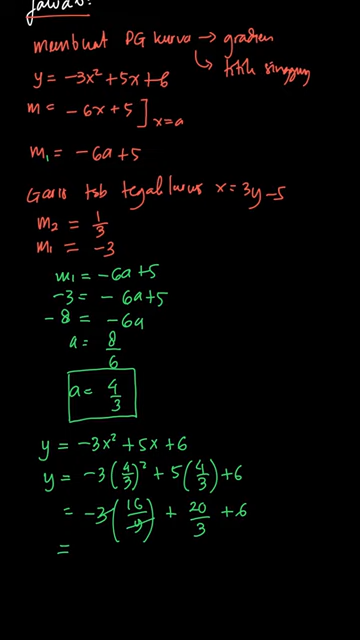 Jawab:
membuat PG kurva → gradien
↳ titik singgung
y = -3x² + 5x + 6
m = -6x + 5]ₓ₌ₐ
m₁ = -6a + 5
Garis tsb tegak lurus x = 3y - 5
m₂ = 1/3
m₁ = -3
m₁ = -6a + 5
-3 = -6a + 5
-8 = -6a
a = 8/6
a = 4/3
y = -3x² + 5x + 6
y = -3(4/3)² + 5(4/3) + 6
= -3(16/9) + 20/3 + 6
=